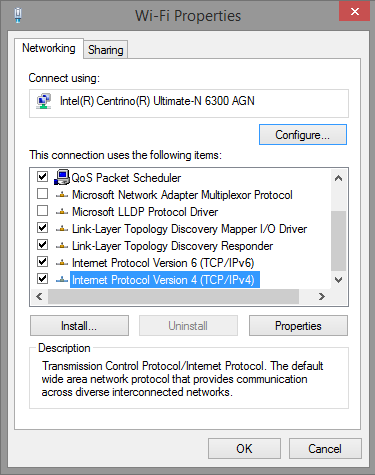 Wi-Fi Properties
Networking
Sharing
Connect using:
Intel(R) Centrino(R) Ultimate-N 6300 AGN
Configure...
This connection uses the following items:
QoS Packet Scheduler
Microsoft Network Adapter Multiplexor Protocol
Microsoft LLDP Protocol Driver
Link-Layer Topology Discovery Mapper I/O Driver
Link-Layer Topology Discovery Responder
Internet Protocol Version 6 (TCP/IPv6)
Internet Protocol Version 4 (TCP/IPv4)
Install...
Uninstall
Properties
Description
Transmission Control Protocol/Internet Protocol. The default
wide area network protocol that provides communication
across diverse interconnected networks.
OK
Cancel